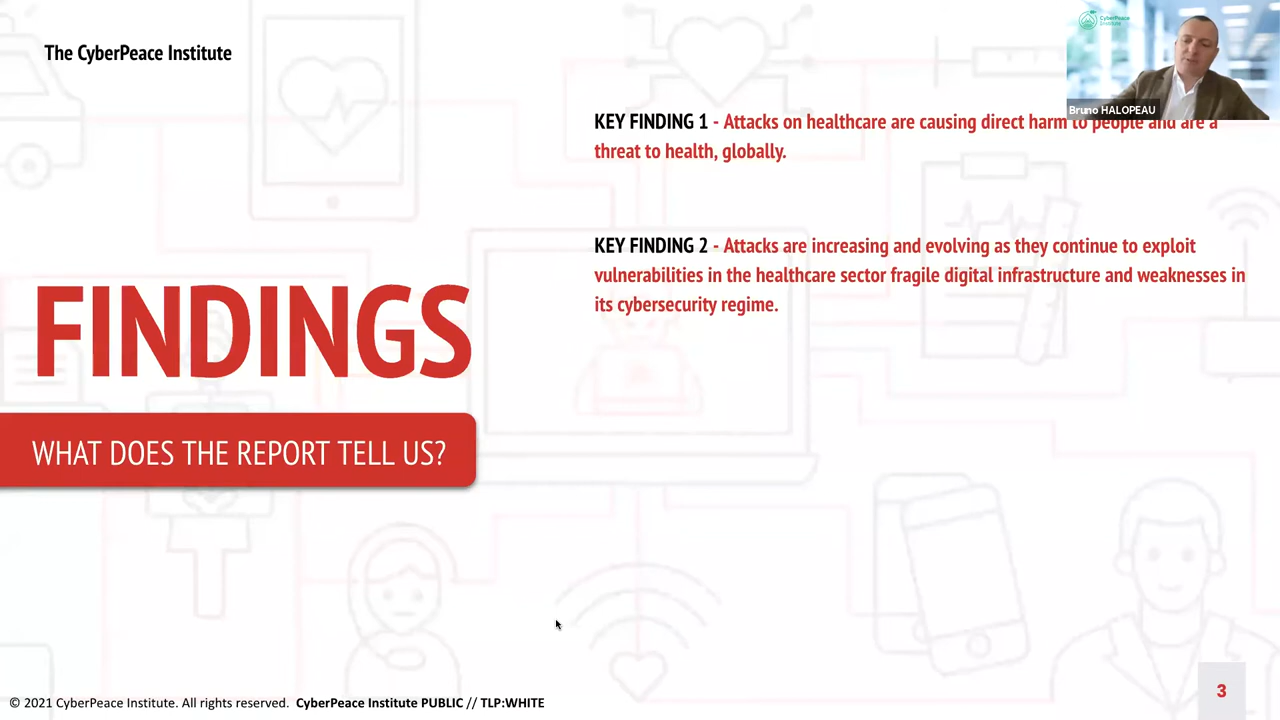 The CyberPeace Institute
CyberPeace
Institute
Bruno HALOPEAU
KEY FINDING 1 - Attacks on healthcare are causing direct harm to people and are a
threat to health, globally.
KEY FINDING 2 - Attacks are increasing and evolving as they continue to exploit
vulnerabilities in the healthcare sector fragile digital infrastructure and weaknesses in
its cybersecurity regime.
FINDINGS
WHAT DOES THE REPORT TELL US?
© 2021 CyberPeace Institute. All rights reserved. CyberPeace Institute PUBLIC // TLP:WHITE
3